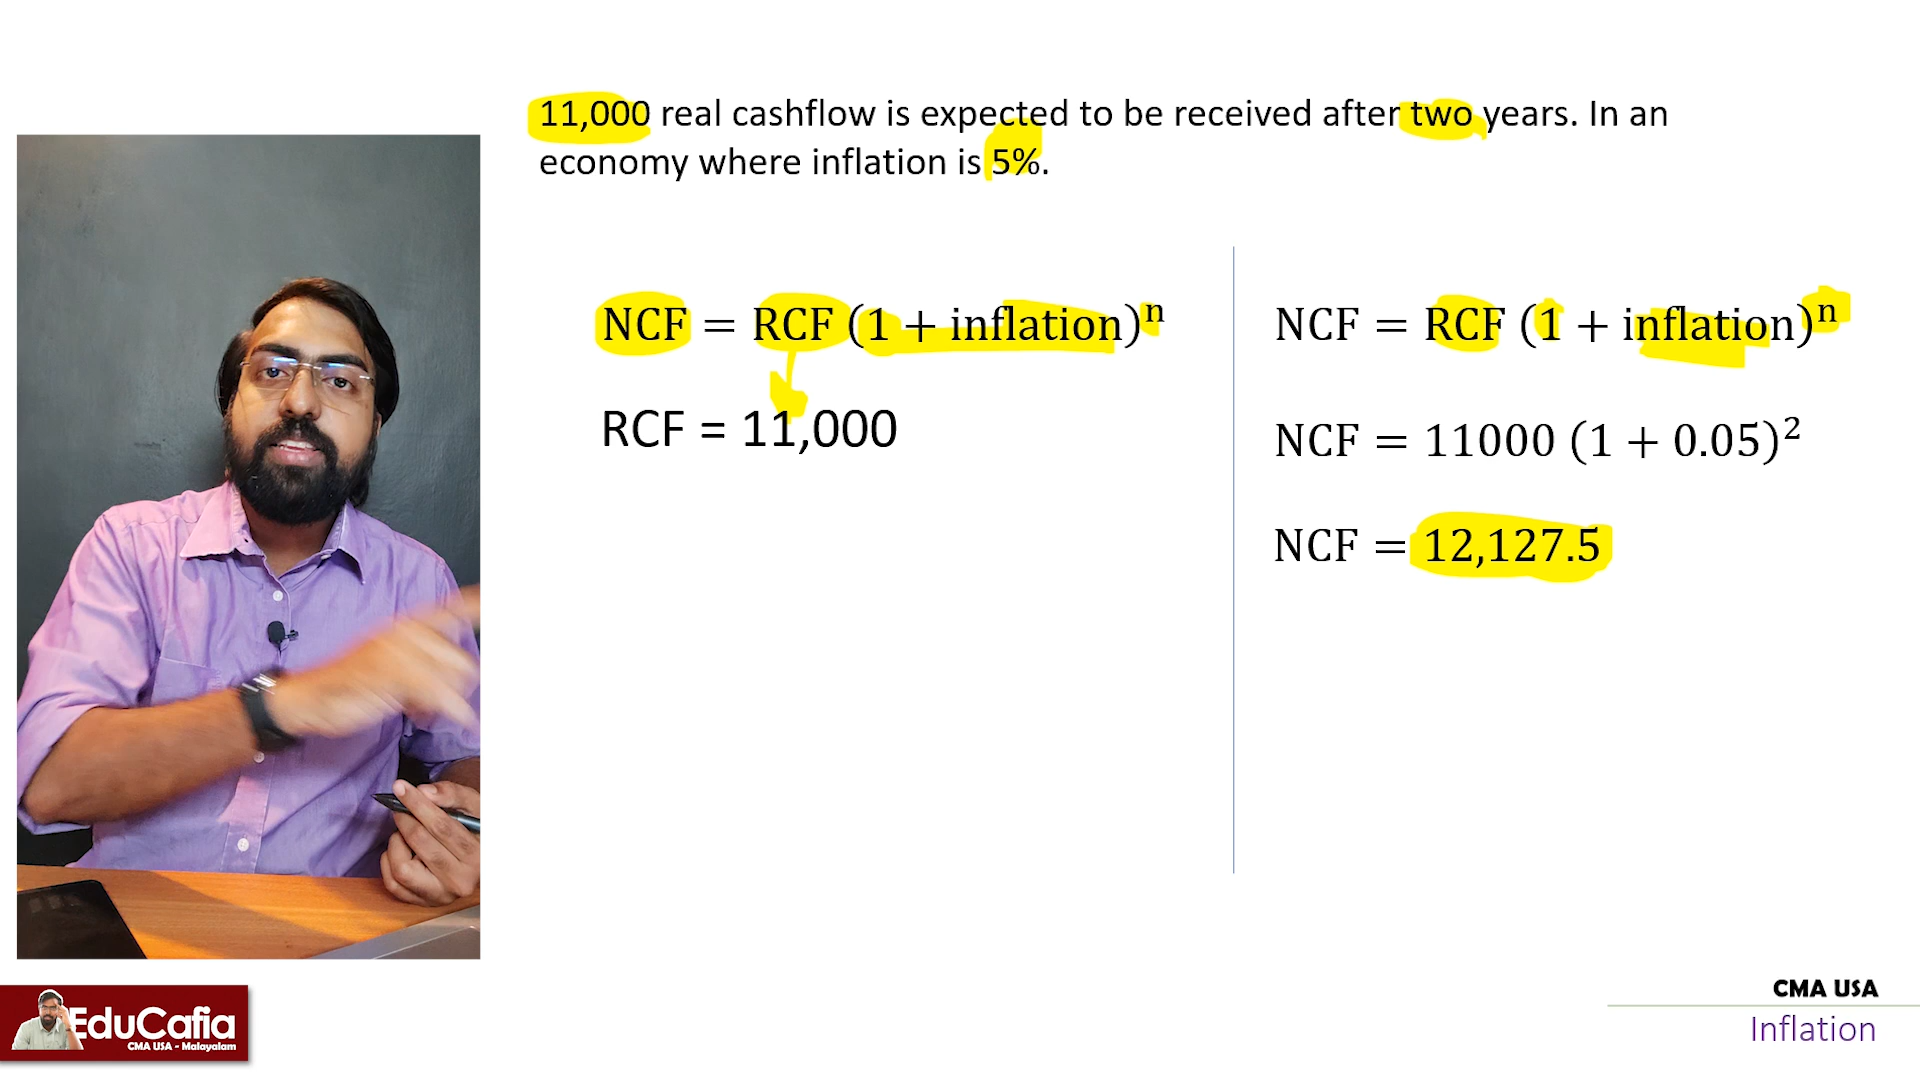 11,000 real cashflow is expected to be received after two years. In an
economy where inflation is 5%.
NCF = RCF (1 + inflation)ⁿ
RCF = 11,000
NCF = RCF (1 + inflation)ⁿ
NCF = 11000 (1 + 0.05)²
NCF = 12,127.5
EduCafia
CMA USA - Malayalam
CMA USA
Inflation